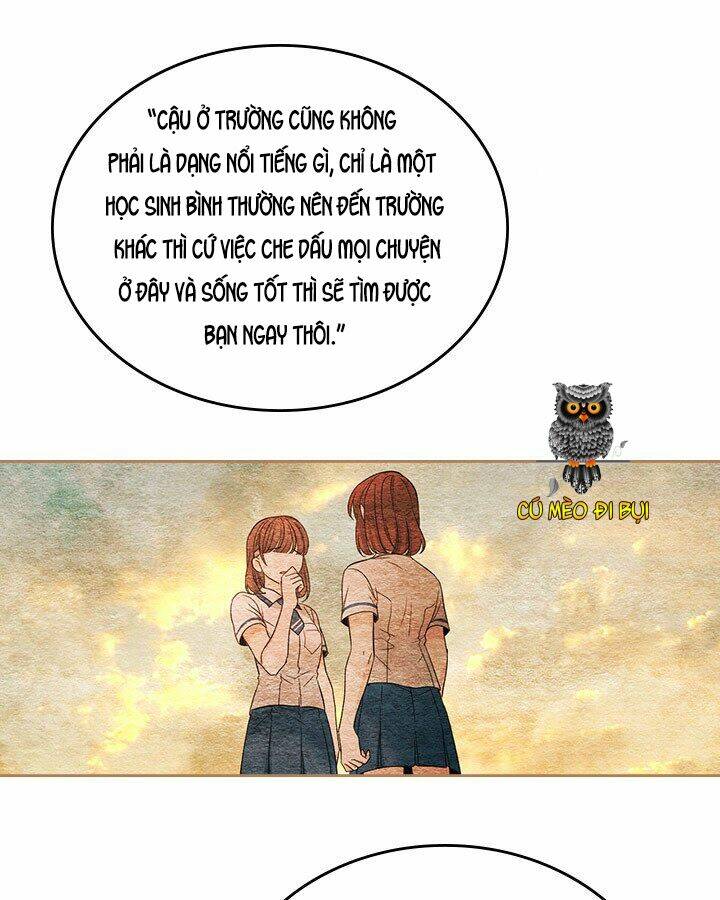 “CẬU Ở TRƯỜNG CŨNG KHÔNG
PHẢI LÀ DẠNG NỔI TIẾNG GÌ, CHỈ LÀ MỘT
HỌC SINH BÌNH THƯỜNG NÊN ĐẾN TRƯỜNG
KHÁC THÌ CỨ VIỆC CHE DẤU MỌI CHUYỆN
Ở ĐÂY VÀ SỐNG TỐT THÌ SẼ TÌM ĐƯỢC
BẠN NGAY THÔI.”
CÚ MÈO ĐI BỤI